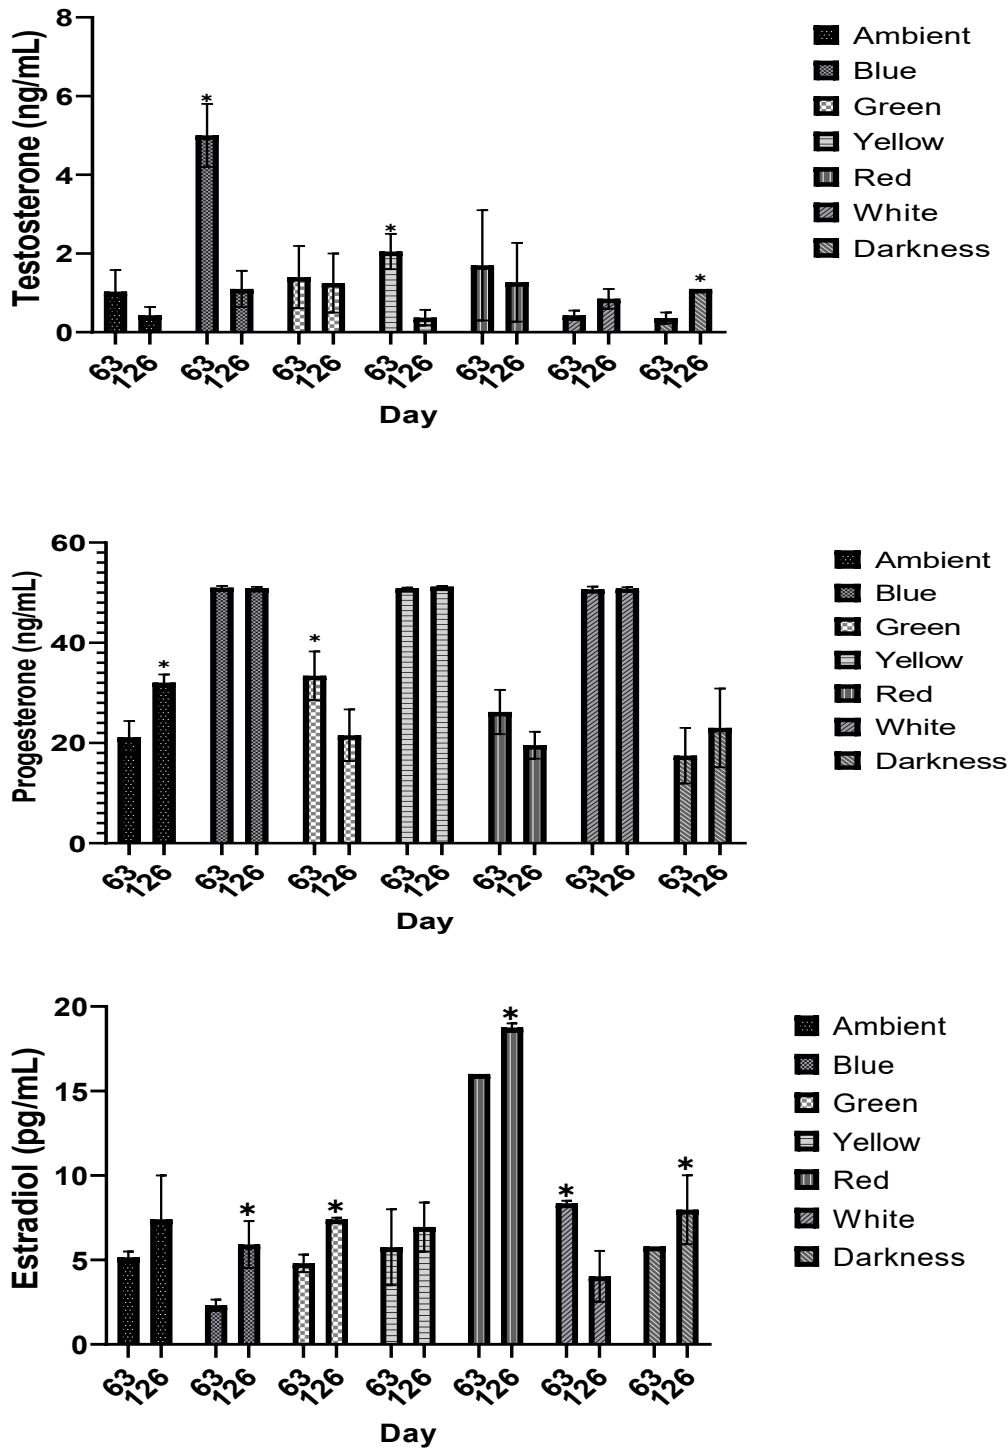 Testosterone (ng/mL)
8
6
4
2
0
*
*
*
63 126 63 126 63 126 63 126 63 126 63 126 63 126
Day
Ambient
Blue
Green
Yellow
Red
White
Darkness
Progesterone (ng/mL)
60
40
20
0
*
*
63 126 63 126 63 126 63 126 63 126 63 126 63 126
Day
Ambient
Blue
Green
Yellow
Red
White
Darkness
Estradiol (pg/mL)
20
15
10
5
0
*
*
*
*
*
63 126 63 126 63 126 63 126 63 126 63 126 63 126
Day
Ambient
Blue
Green
Yellow
Red
White
Darkness